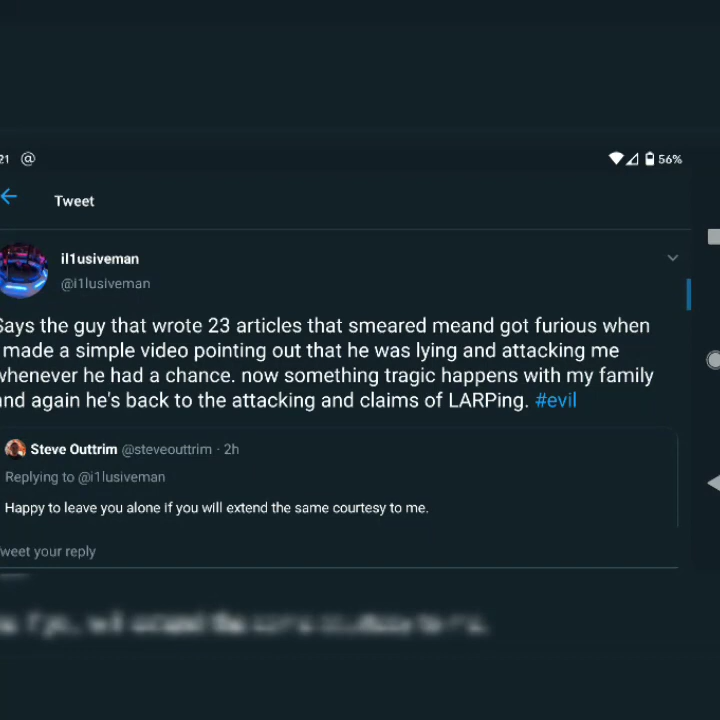 21 @ 56%
Tweet
il1usiveman
@i1lusiveman
Says the guy that wrote 23 articles that smeared meand got furious when
made a simple video pointing out that he was lying and attacking me
whenever he had a chance. now something tragic happens with my family
and again he's back to the attacking and claims of LARPing. #evil
Steve Outtrim @steveouttrim · 2h
Replying to @i1lusiveman
Happy to leave you alone if you will extend the same courtesy to me.
weet your reply